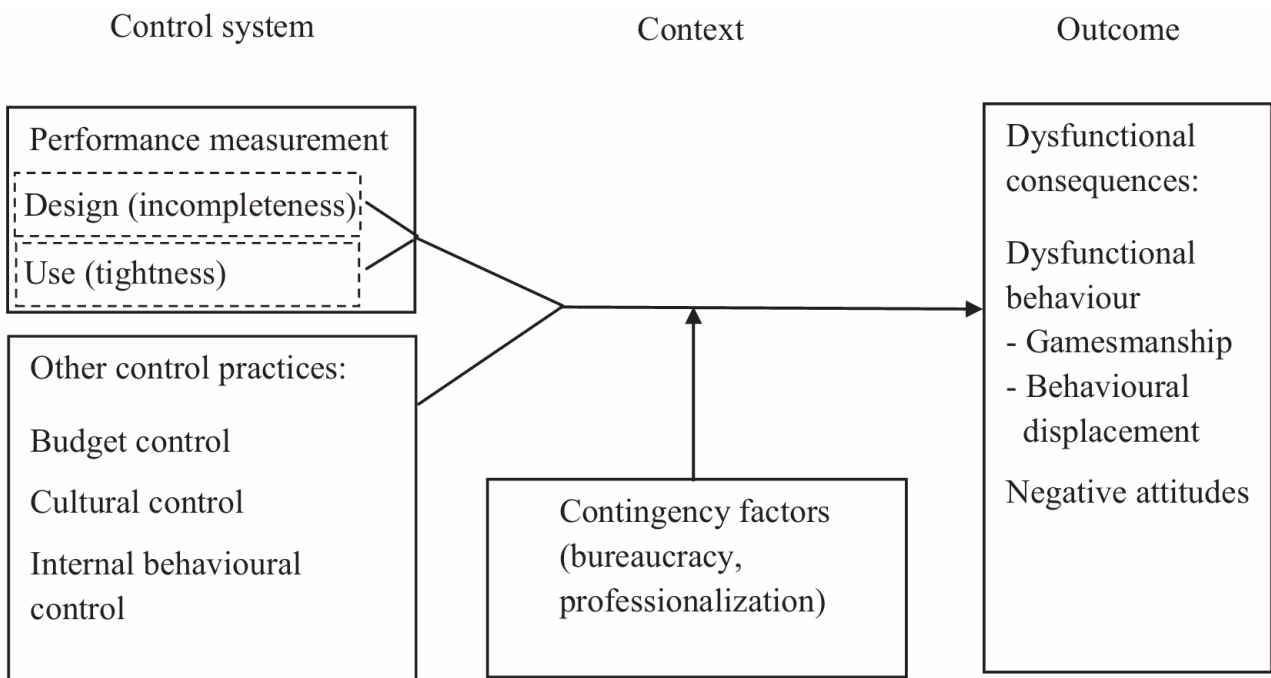 Control system
Context
Outcome
Performance measurement
Design (incompleteness)
Use (tightness)
Other control practices:
Budget control
Cultural control
Internal behavioural
control
Contingency factors
(bureaucracy,
professionalization)
Dysfunctional
consequences:
Dysfunctional
behaviour
- Gamesmanship
- Behavioural
displacement
Negative attitudes